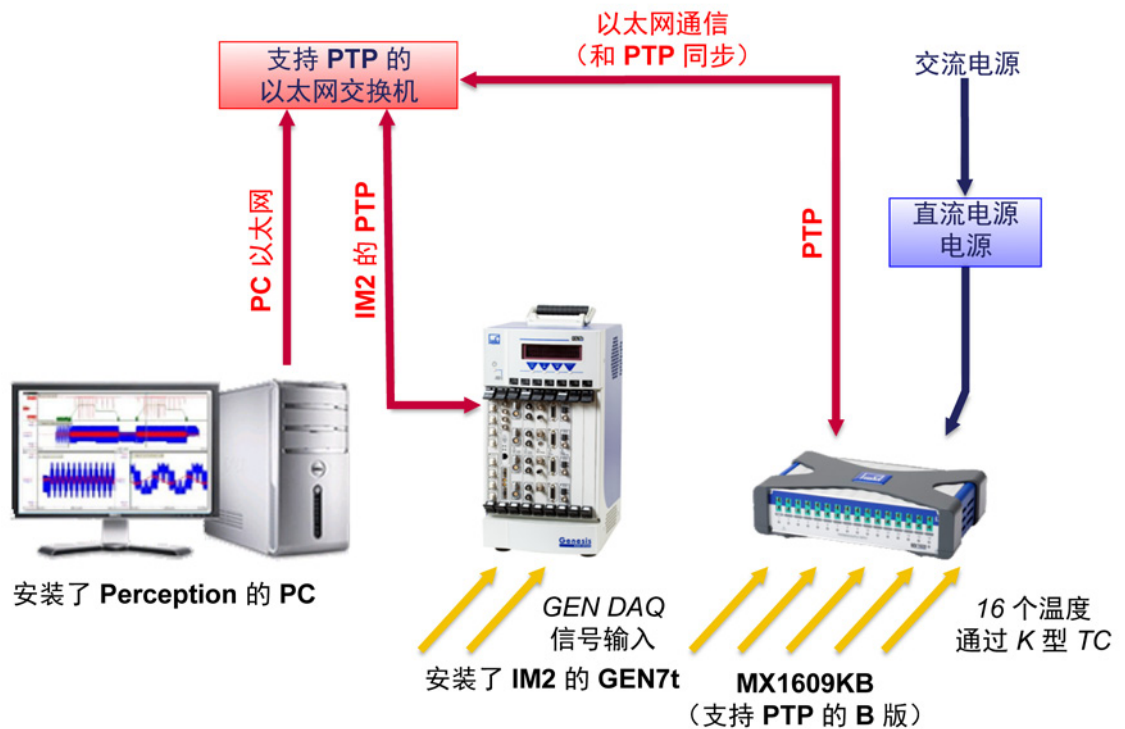 以太网通信
（和 PTP 同步）
支持 PTP 的
以太网交换机
交流电源
直流电源
电源
PC 以太网
IM2 的 PTP
PTP
Genesis
安装了 Perception 的 PC
GEN DAQ
信号输入
安装了 IM2 的 GEN7t
16 个温度
通过 K 型 TC
MX1609KB
（支持 PTP 的 B 版）